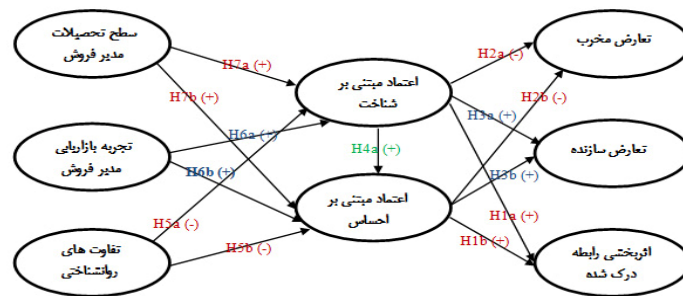 سطح تحصیلات
مدیر فروش
تجربه بازاریابی
مدیر فروش
تفاوت های
روانشناختی
اعتماد مبتنی بر
شناخت
اعتماد مبتنی بر
احساس
تعارض مخرب
تعارض سازنده
اثربخشی رابطه
درک شده
H7a (+)
H7b (+)
H6a (+)
H6b (+)
H5a (-)
H5b (-)
H4a (+)
H2a (-)
H2b (-)
H3a (+)
H3b (+)
H1a (+)
H1b (+)